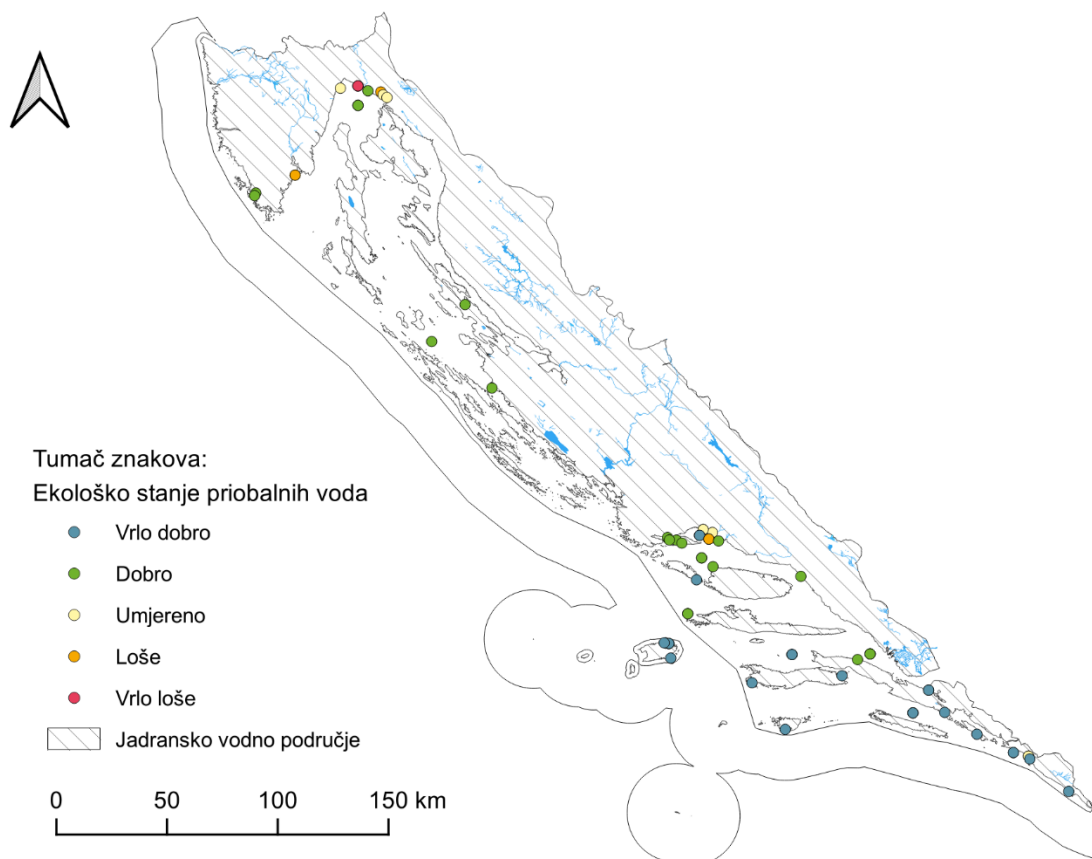 Tumač znakova:
Ekološko stanje priobalnih voda
Vrlo dobro
Dobro
Umjereno
Loše
Vrlo loše
Jadransko vodno područje
0 50 100 150 km